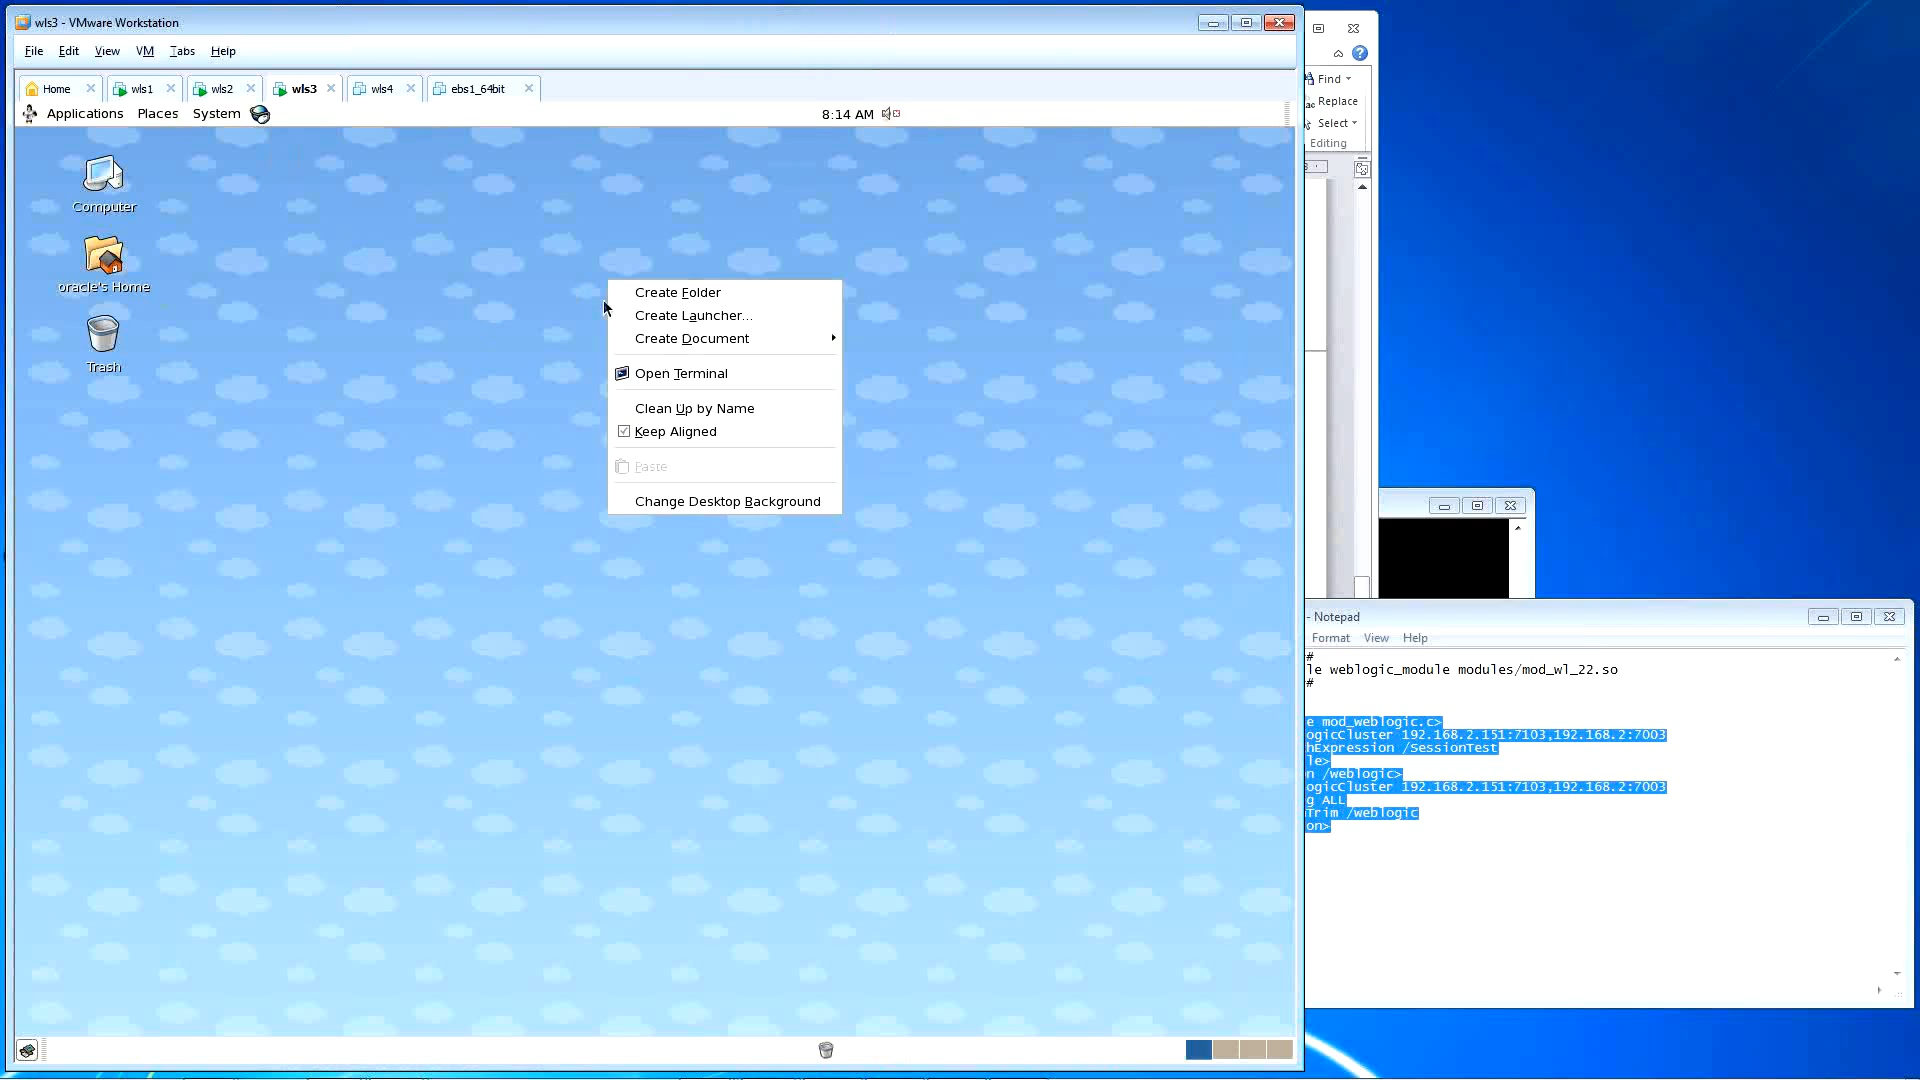 wls3 - VMware Workstation
File Edit View VM Tabs Help
Home wls1 wls2 wls3 wls4 ebs1_64bit
Applications Places System 8:14 AM
Computer
oracle's Home
Trash
Create Folder
Create Launcher...
Create Document
Open Terminal
Clean Up by Name
Keep Aligned
Paste
Change Desktop Background
Find
Replace
Select
Editing
- Notepad
Format View Help
#
le weblogic_module modules/mod_wl_22.so
#
e mod_weblogic.c>
ogicCluster 192.168.2.151:7103,192.168.2:7003
hExpression /SessionTest
le>
n /weblogic>
ogicCluster 192.168.2.151:7103,192.168.2:7003
g ALL
Trim /weblogic
on>